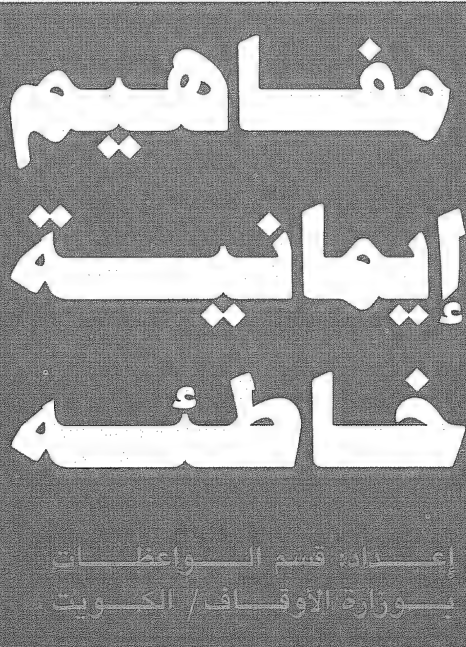 مفاهيم
إيمانية
خاطئه
إعداد: قسم الواعظات
بوزارة الأوقاف / الكويت